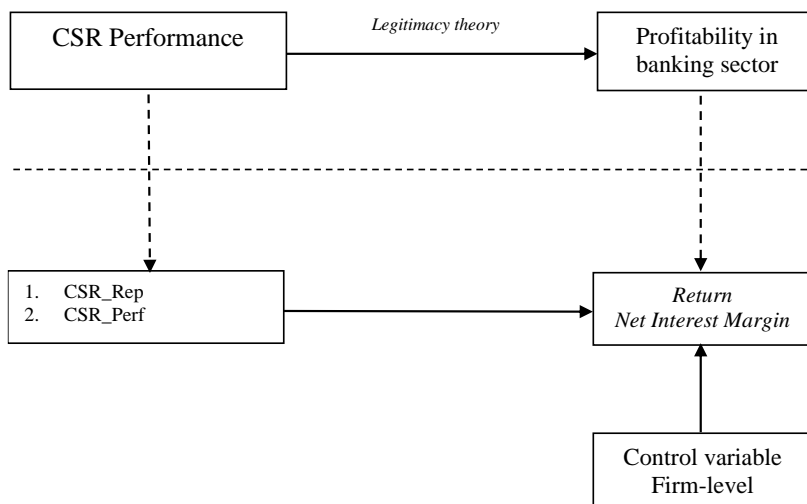 CSR Performance
Legitimacy theory
Profitability in
banking sector
1. CSR_Rep
2. CSR_Perf
Return
Net Interest Margin
Control variable
Firm-level